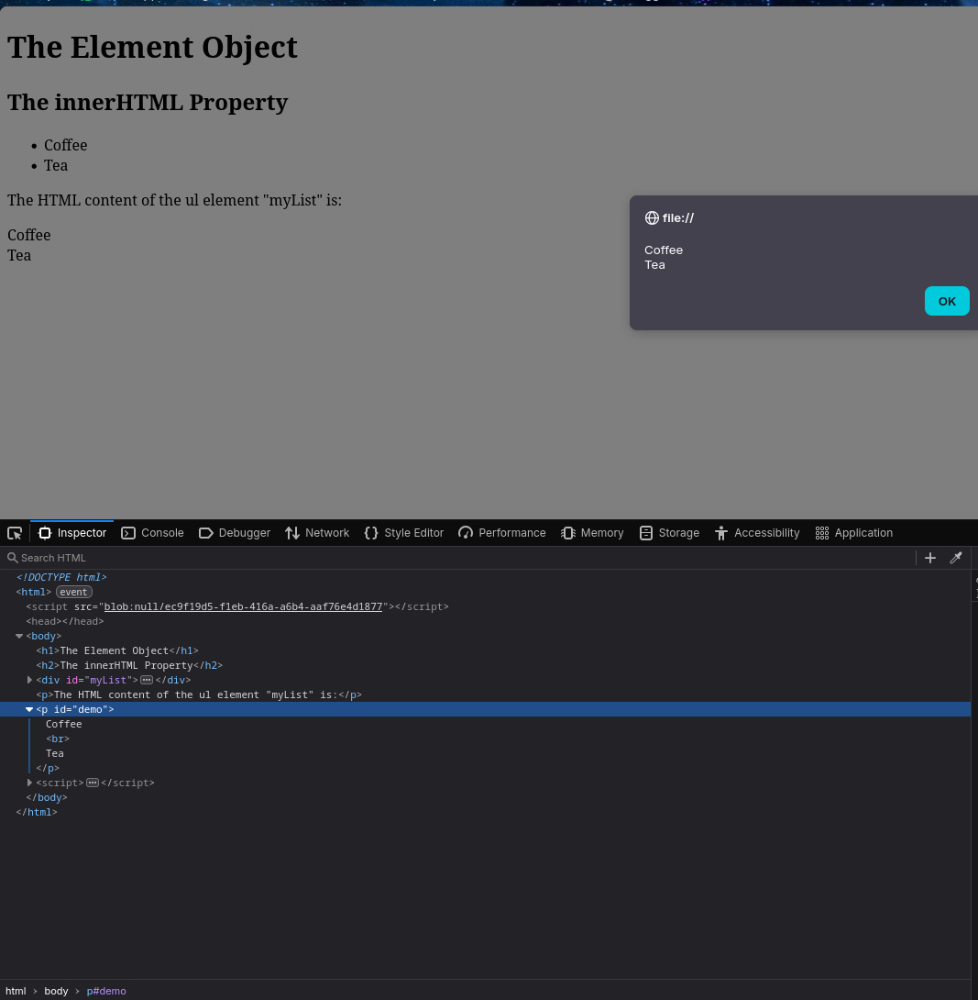 The Element Object
The innerHTML Property
• Coffee
• Tea
The HTML content of the ul element "myList" is:
Coffee
Tea
file://
Coffee
Tea
OK
Inspector Console Debugger Network Style Editor Performance Memory Storage Accessibility Application
Search HTML
<!DOCTYPE html>
<html> event
<script src="blob:null/ec9f19d5-f1eb-416a-a6b4-aaf76e4d1877"></script>
<head></head>
<body>
<h1>The Element Object</h1>
<h2>The innerHTML Property</h2>
<div id="myList"> ••• </div>
<p>The HTML content of the ul element "myList" is:</p>
<p id="demo">
Coffee
<br>
Tea
</p>
<script> ••• </script>
</body>
</html>
html › body › p#demo